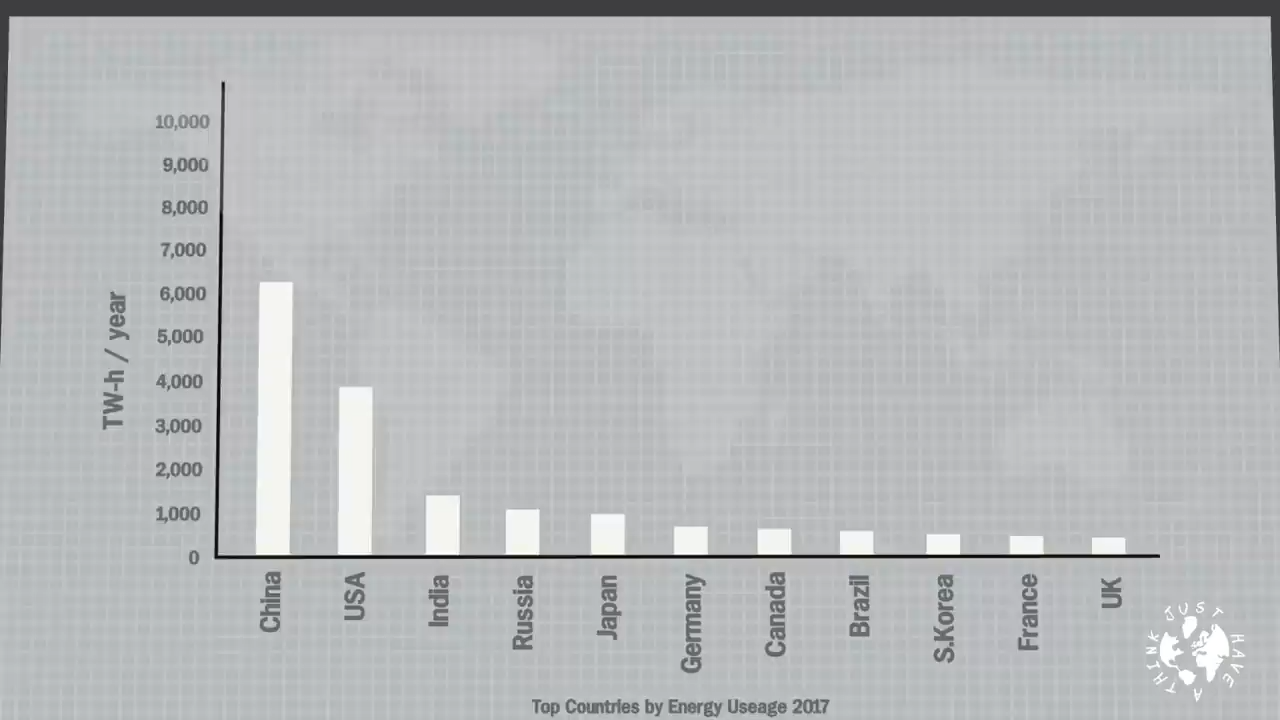 10,000
9,000
8,000
7,000
6,000
5,000
4,000
3,000
2,000
1,000
0
TW-h / year
China
USA
India
Russia
Japan
Germany
Canada
Brazil
S.Korea
France
UK
Top Countries by Energy Useage 2017
JUST HAVE A THINK